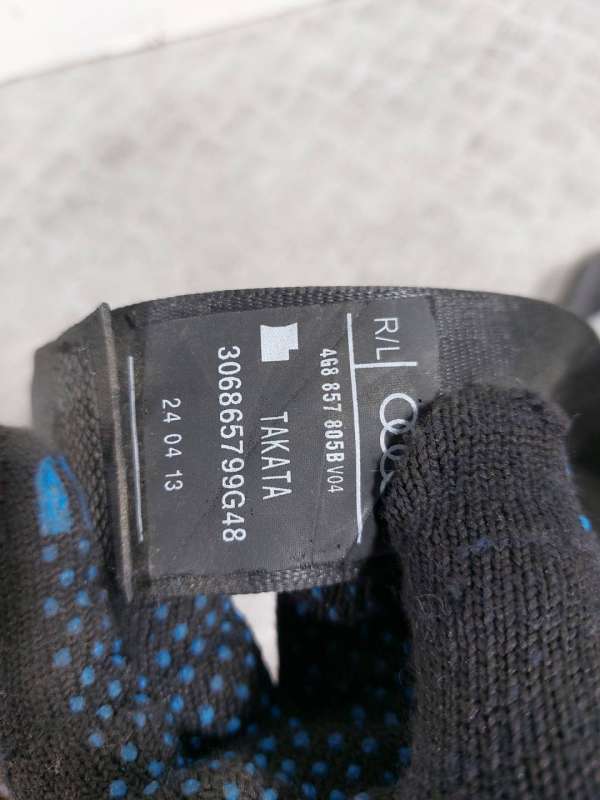 R/L
4G8 857 805B V04
TAKATA
306865799G48
24 04 13